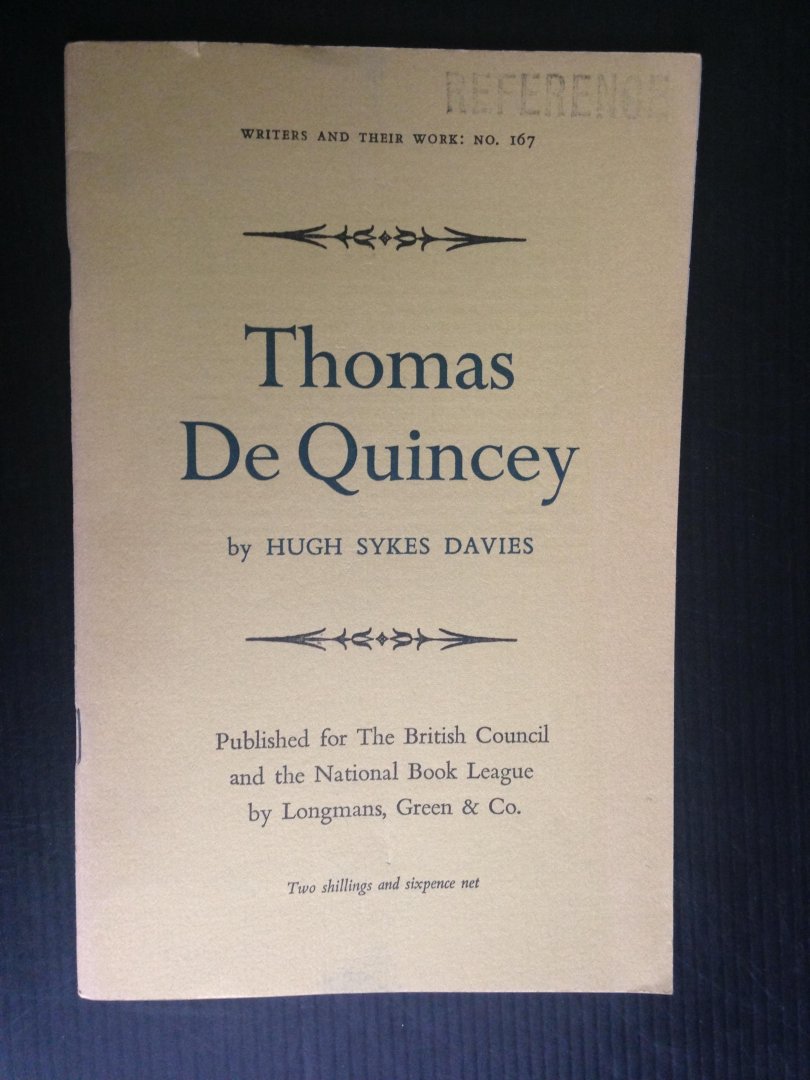 REFERENCE
WRITERS AND THEIR WORK: NO. 167
Thomas
De Quincey
by HUGH SYKES DAVIES
Published for The British Council
and the National Book League
by Longmans, Green & Co.
Two shillings and sixpence net